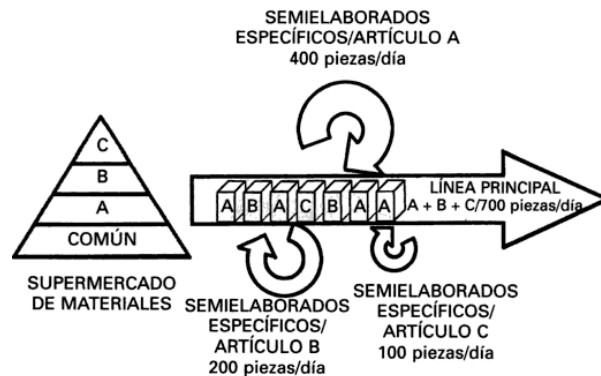 SEMIELABORADOS
ESPECÍFICOS/ARTÍCULO A
400 piezas/día
C
B
A
COMÚN
SUPERMERCADO
DE MATERIALES
A B A C B A A
LÍNEA PRINCIPAL
A + B + C/700 piezas/día
SEMIELABORADOS
ESPECÍFICOS/
ARTÍCULO B
200 piezas/día
SEMIELABORADOS
ESPECÍFICOS/
ARTÍCULO C
100 piezas/día